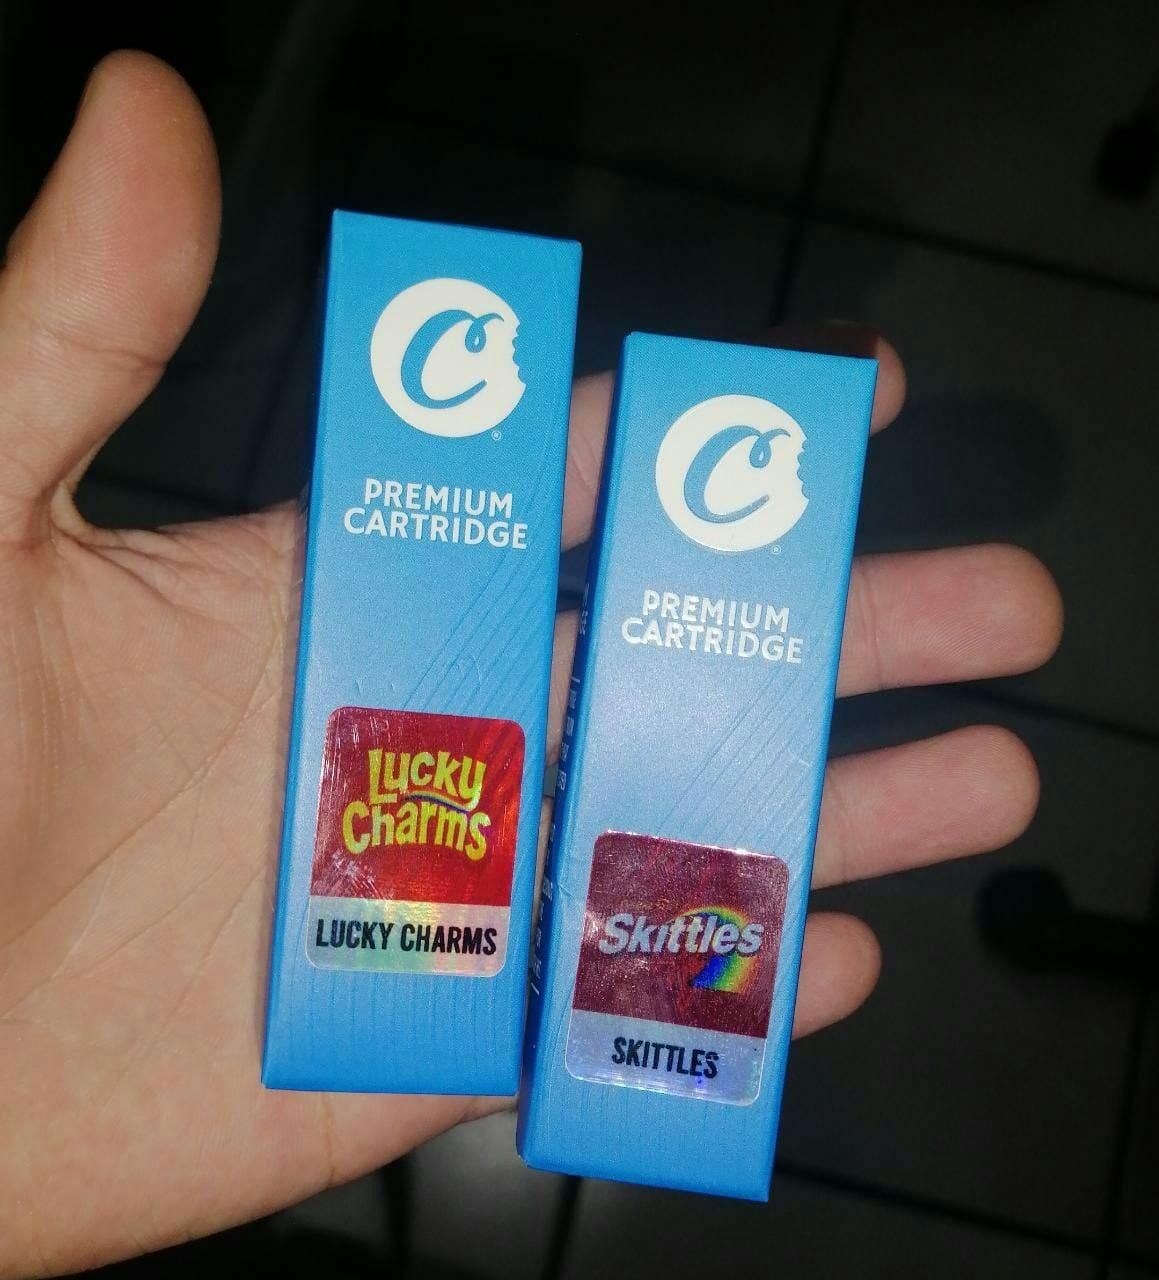 C
PREMIUM
CARTRIDGE
Lucky
Charms
LUCKY CHARMS
C
PREMIUM
CARTRIDGE
Skittles
SKITTLES